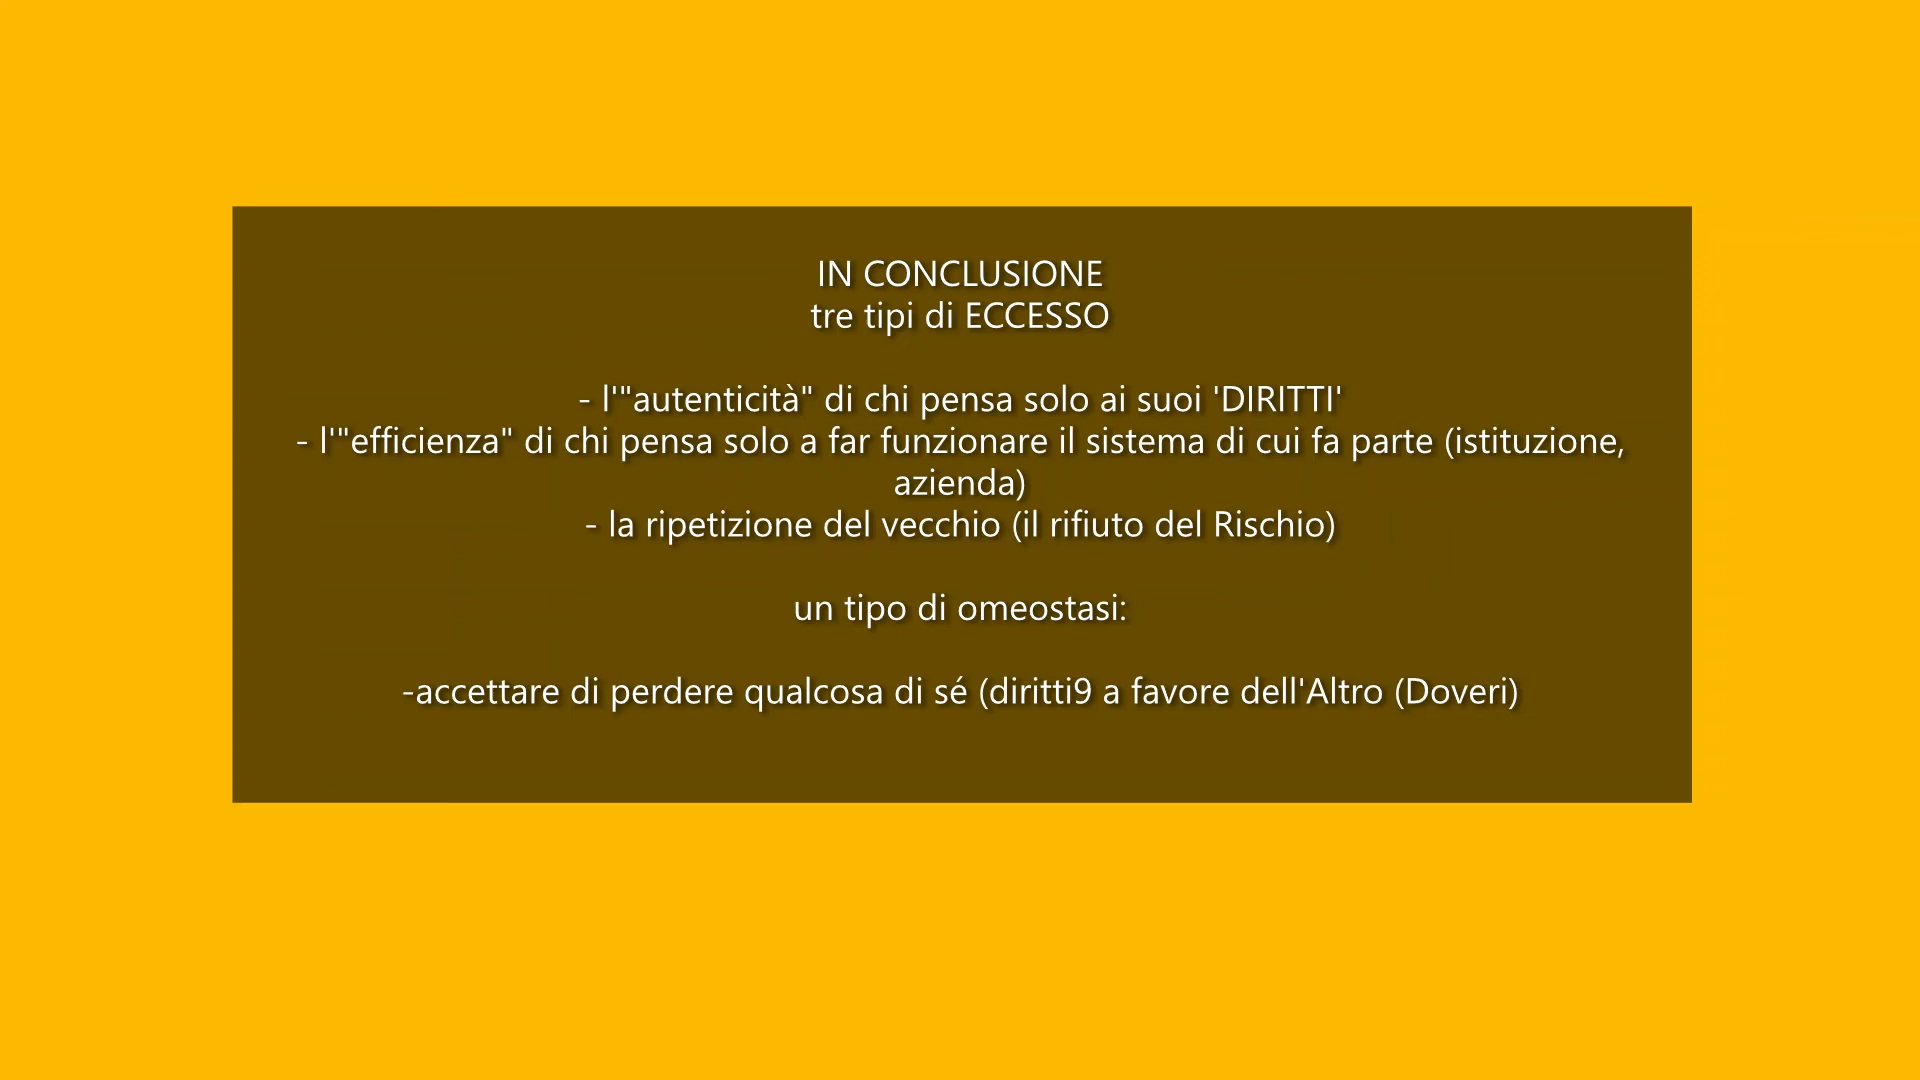 IN CONCLUSIONE
tre tipi di ECCESSO
- l'"autenticità" di chi pensa solo ai suoi 'DIRITTI'
- l'"efficienza" di chi pensa solo a far funzionare il sistema di cui fa parte (istituzione,
azienda)
- la ripetizione del vecchio (il rifiuto del Rischio)
un tipo di omeostasi:
-accettare di perdere qualcosa di sé (diritti9 a favore dell'Altro (Doveri)